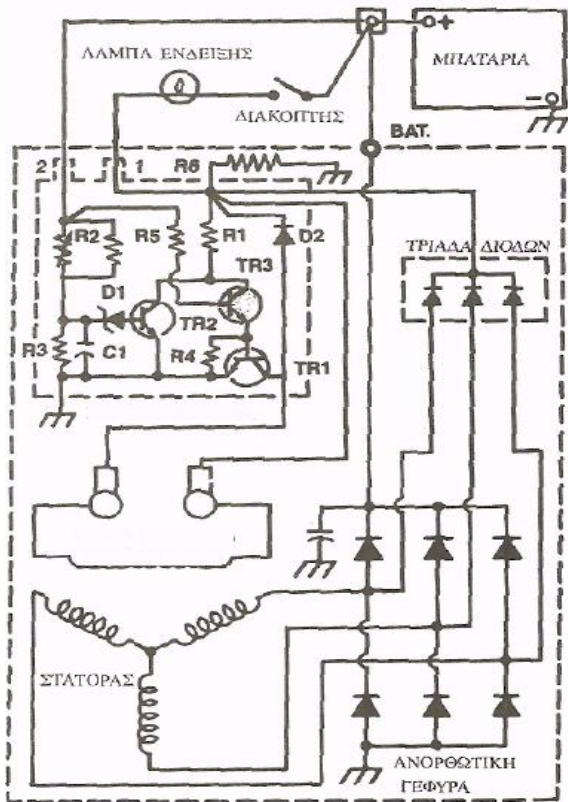 ΛΑΜΠΑ ΕΝΔΕΙΞΗΣ
+
ΜΠΑΤΑΡΙΑ
ΔΙΑΚΟΠΤΗΣ
−
BAT.
2
1
R6
R2
R5
R1
D2
ΤΡΙΑΔΑ ΔΙΟΔΩΝ
TR3
D1
TR2
R3
C1
R4
TR1
ΣΤΑΤΟΡΑΣ
ΑΝΟΡΘΩΤΙΚΗ
ΓΕΦΥΡΑ